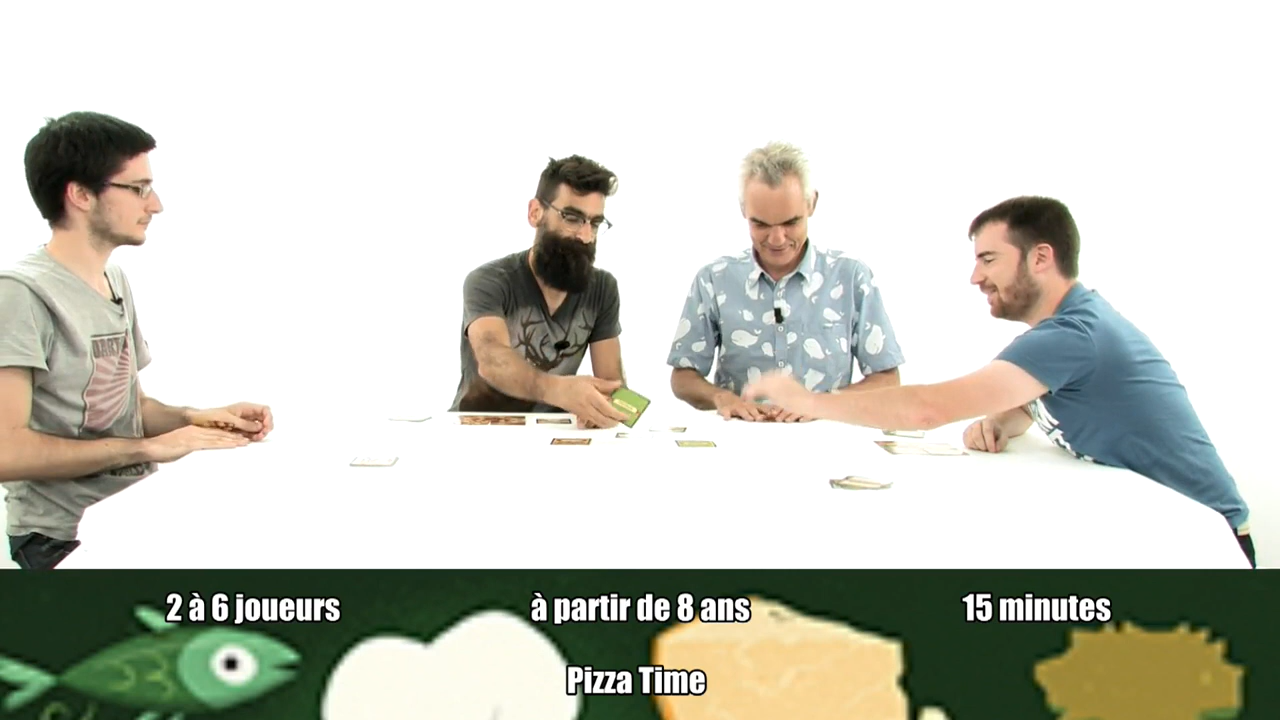 2 à 6 joueurs
à partir de 8 ans
15 minutes
Pizza Time